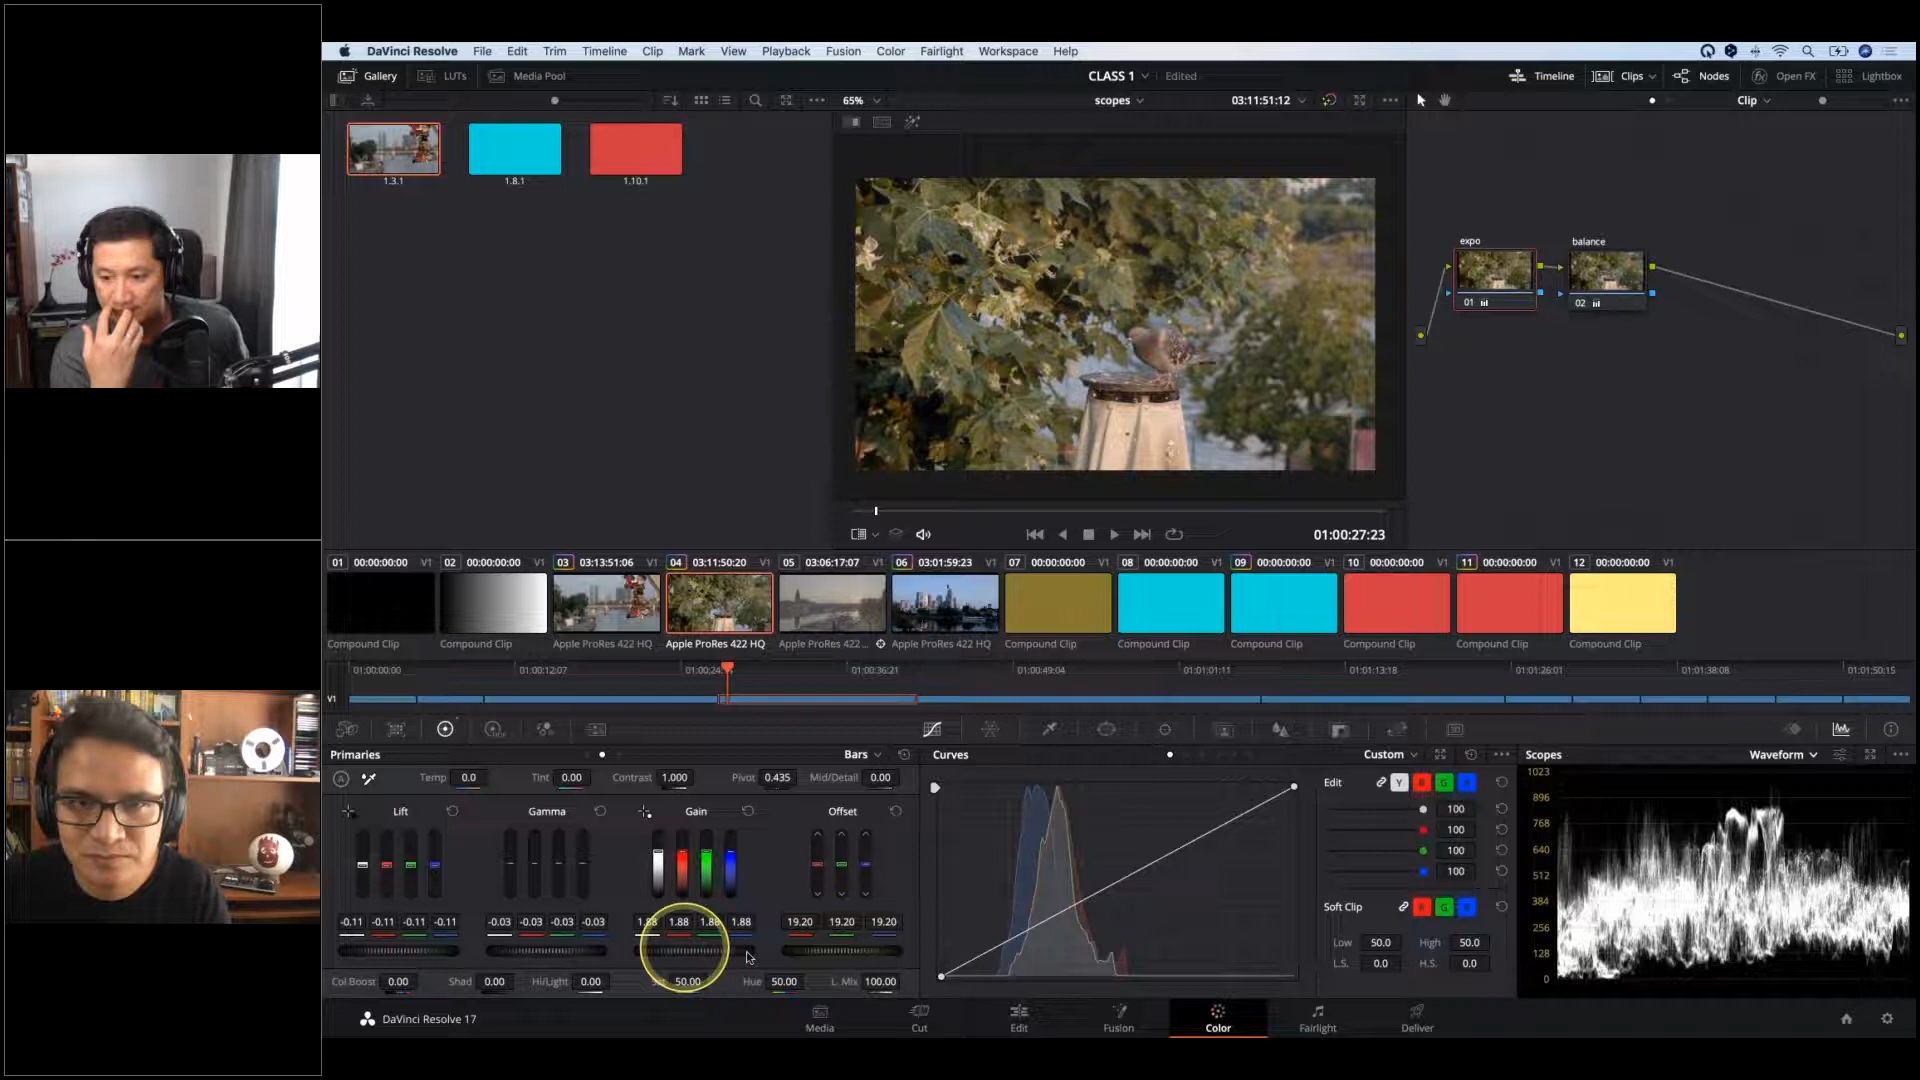 DaVinci Resolve File Edit Trim Timeline Clip Mark View Playback Fusion Color Fairlight Workspace Help
Gallery LUTs Media Pool CLASS 1 Edited Timeline Clips Nodes Open FX Lightbox
65% scopes 03:11:51:12 Clip
1.3.1 1.8.1 1.10.1
expo balance
01 02
01:00:27:23
01 00:00:00:00 V1 02 00:00:00:00 V1 03 03:13:51:06 V1 04 03:11:50:20 V1 05 03:06:17:07 V1 06 03:01:59:23 V1 07 00:00:00:00 V1 08 00:00:00:00 V1 09 00:00:00:00 V1 10 00:00:00:00 V1 11 00:00:00:00 V1 12 00:00:00:00 V1
Compound Clip Compound Clip Apple ProRes 422 HQ Apple ProRes 422 HQ Apple ProRes 422 ... Apple ProRes 422 HQ Compound Clip Compound Clip Compound Clip Compound Clip Compound Clip Compound Clip
01:00:00:00 01:00:12:07 01:00:24: 01:00:36:21 01:00:49:04 01:01:01:11 01:01:13:18 01:01:26:01 01:01:38:08 01:01:50:15
V1
Primaries Bars Curves Custom Scopes Waveform
Temp 0.0 Tint 0.00 Contrast 1.000 Pivot 0.435 Mid/Detail 0.00
Lift Gamma Gain Offset
-0.11 -0.11 -0.11 -0.11 -0.03 -0.03 -0.03 -0.03 1.88 1.88 1.88 1.88 19.20 19.20 19.20
Col Boost 0.00 Shad 0.00 Hi/Light 0.00 50.00 Hue 50.00 L. Mix 100.00
Edit Y
100
100
100
100
Soft Clip
Low 50.0 High 50.0
L.S. 0.0 H.S. 0.0
1023
896
768
640
512
384
256
128
0
DaVinci Resolve 17 Media Cut Edit Fusion Color Fairlight Deliver